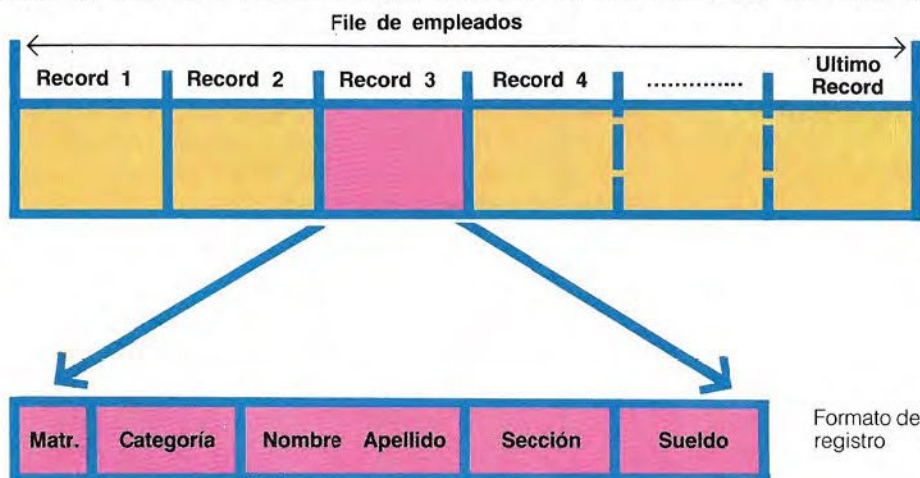 File de empleados
Record 1 Record 2 Record 3 Record 4 .............. Ultimo Record
Matr. Categoría Nombre Apellido Sección Sueldo
Formato de registro